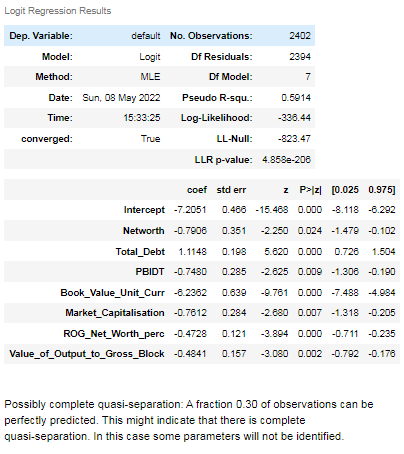 Logit Regression Results
Dep. Variable: default No. Observations: 2402
Model: Logit Df Residuals: 2394
Method: MLE Df Model: 7
Date: Sun, 08 May 2022 Pseudo R-squ.: 0.5914
Time: 15:33:25 Log-Likelihood: -336.44
converged: True LL-Null: -823.47
LLR p-value: 4.858e-206
coef std err z P>|z| [0.025 0.975]
Intercept -7.2051 0.466 -15.468 0.000 -8.118 -6.292
Networth -0.7906 0.351 -2.250 0.024 -1.479 -0.102
Total_Debt 1.1148 0.198 5.620 0.000 0.726 1.504
PBIDT -0.7480 0.285 -2.625 0.009 -1.306 -0.190
Book_Value_Unit_Curr -6.2362 0.639 -9.761 0.000 -7.488 -4.984
Market_Capitalisation -0.7612 0.284 -2.680 0.007 -1.318 -0.205
ROG_Net_Worth_perc -0.4728 0.121 -3.894 0.000 -0.711 -0.235
Value_of_Output_to_Gross_Block -0.4841 0.157 -3.080 0.002 -0.792 -0.176
Possibly complete quasi-separation: A fraction 0.30 of observations can be
perfectly predicted. This might indicate that there is complete
quasi-separation. In this case some parameters will not be identified.